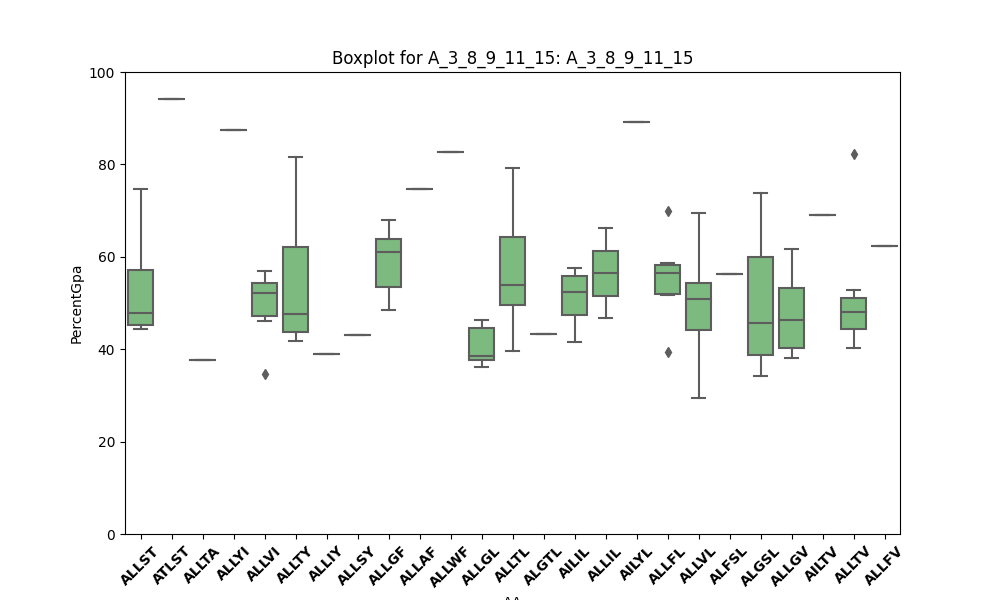 Boxplot for A_3_8_9_11_15: A_3_8_9_11_15
PercentGpa
100
80
60
40
20
0
ALLST ATLST ALLTA ALLYI ALLVI ALLTY ALLIY ALLSY ALLGF ALLAF ALLWF ALLGL ALLTL ALGTL AILIL ALLIL AILYL ALLFL ALLVL ALFSL ALGSL ALLGV AILTV ALLTV ALLFV